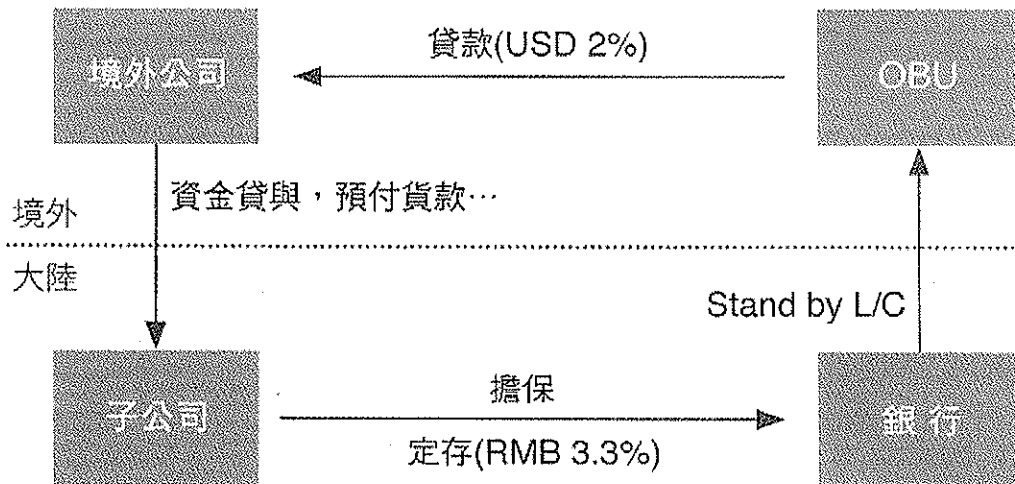 貸款(USD 2%)
境外公司
OBU
資金貸與，預付貨款…
境外
大陸
Stand by L/C
子公司
擔保
定存(RMB 3.3%)
銀行